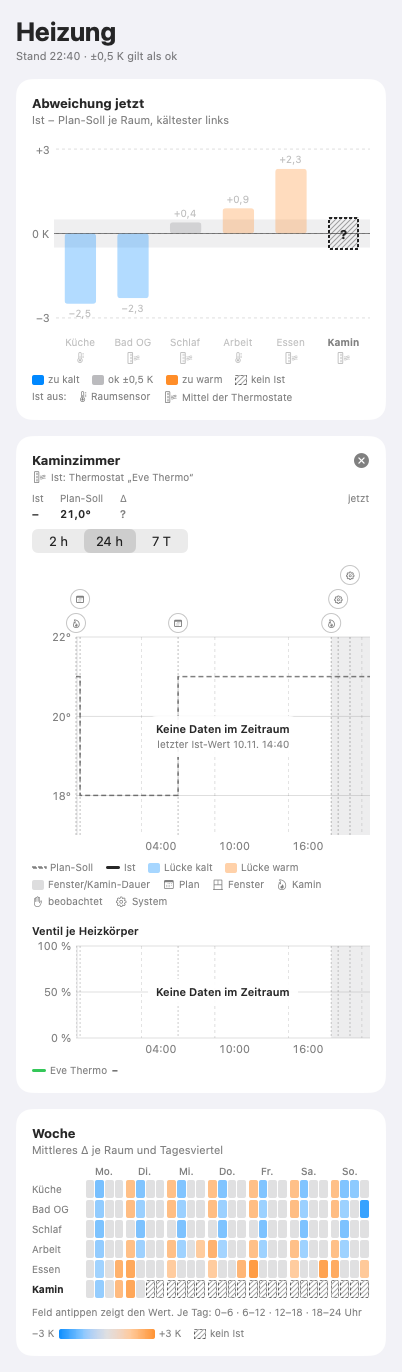 Heizung
Stand 22:40 · ±0,5 K gilt als ok
Abweichung jetzt
Ist – Plan-Soll je Raum, kältester links
+3
+2,3
+0,9
+0,4
0 K
?
−2,5
−2,3
−3
Küche Bad OG Schlaf Arbeit Essen Kamin
zu kalt ok ±0,5 K zu warm kein Ist
Ist aus: Raumsensor Mittel der Thermostate
Kaminzimmer
Ist: Thermostat „Eve Thermo“
Ist Plan-Soll Δ jetzt
– 21,0° ?
2 h 24 h 7 T
22°
20°
Keine Daten im Zeitraum
letzter Ist-Wert 10.11. 14:40
18°
04:00 10:00 16:00
Plan-Soll Ist Lücke kalt Lücke warm
Fenster/Kamin-Dauer Plan Fenster Kamin
beobachtet System
Ventil je Heizkörper
100 %
50 % Keine Daten im Zeitraum
0 %
04:00 10:00 16:00
Eve Thermo –
Woche
Mittleres Δ je Raum und Tagesviertel
Mo. Di. Mi. Do. Fr. Sa. So.
Küche
Bad OG
Schlaf
Arbeit
Essen
Kamin
Feld antippen zeigt den Wert. Je Tag: 0–6 · 6–12 · 12–18 · 18–24 Uhr
−3 K +3 K kein Ist